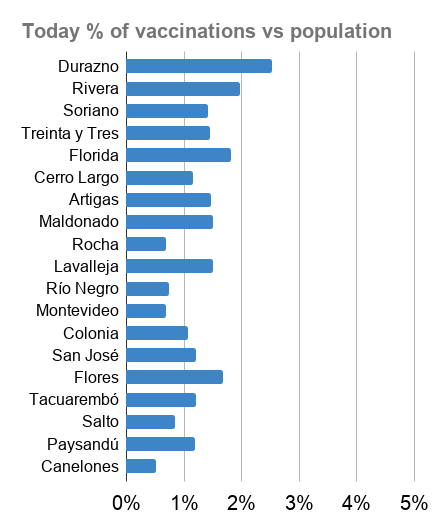 Today % of vaccinations vs population
Durazno
Rivera
Soriano
Treinta y Tres
Florida
Cerro Largo
Artigas
Maldonado
Rocha
Lavalleja
Río Negro
Montevideo
Colonia
San José
Flores
Tacuarembó
Salto
Paysandú
Canelones
0% 1% 2% 3% 4% 5%